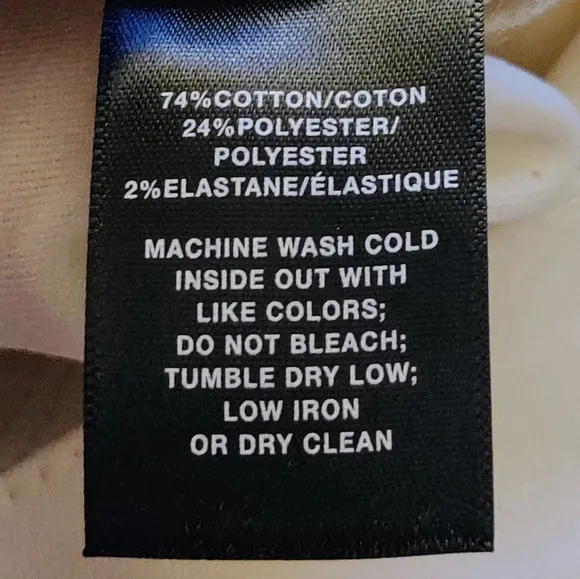 74%COTTON/COTON
24%POLYESTER/
POLYESTER
2%ELASTANE/ÉLASTIQUE
MACHINE WASH COLD
INSIDE OUT WITH
LIKE COLORS;
DO NOT BLEACH;
TUMBLE DRY LOW;
LOW IRON
OR DRY CLEAN